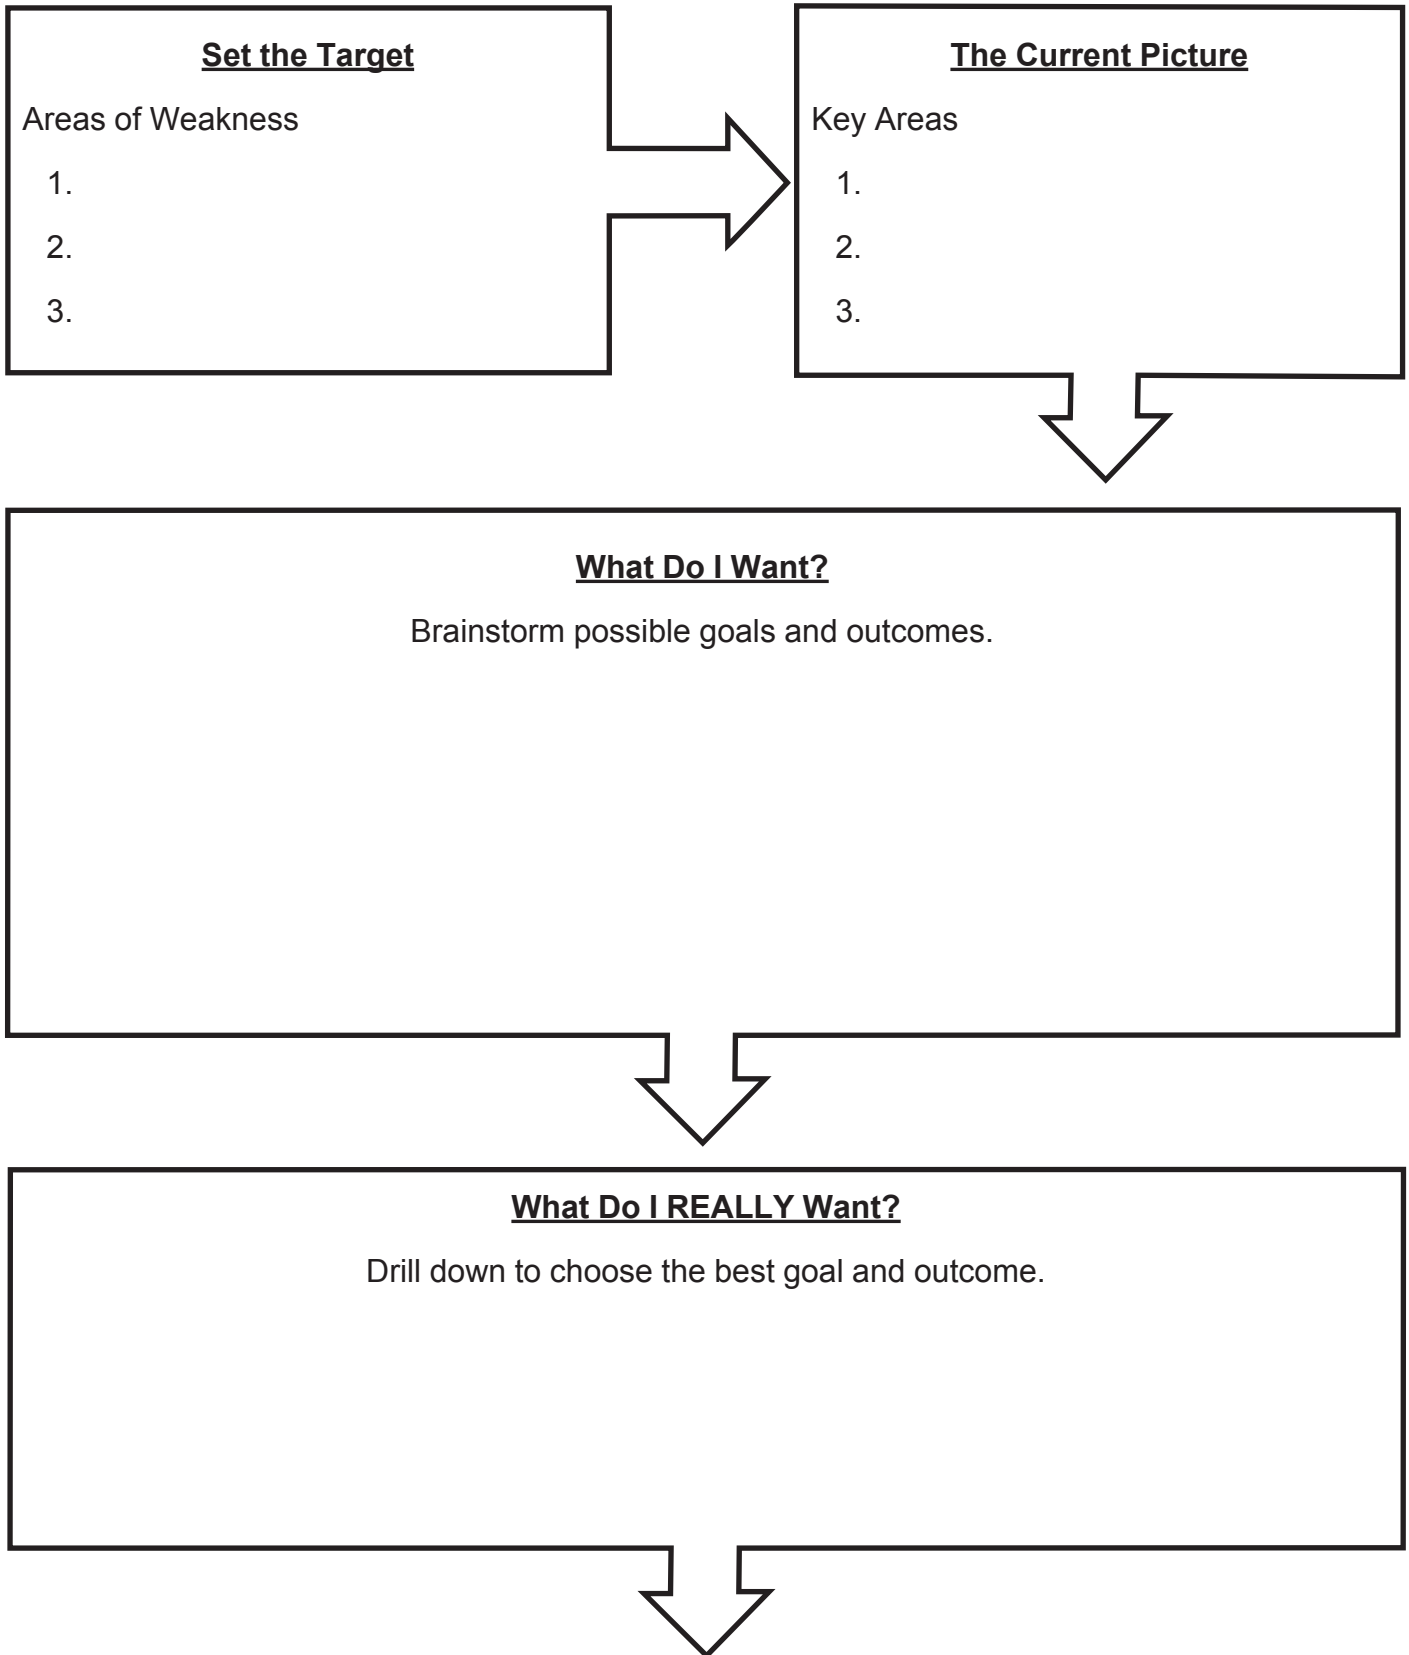 Set the Target
Areas of Weakness
1.
2.
3.
The Current Picture
Key Areas
1.
2.
3.
What Do I Want?
Brainstorm possible goals and outcomes.
What Do I REALLY Want?
Drill down to choose the best goal and outcome.